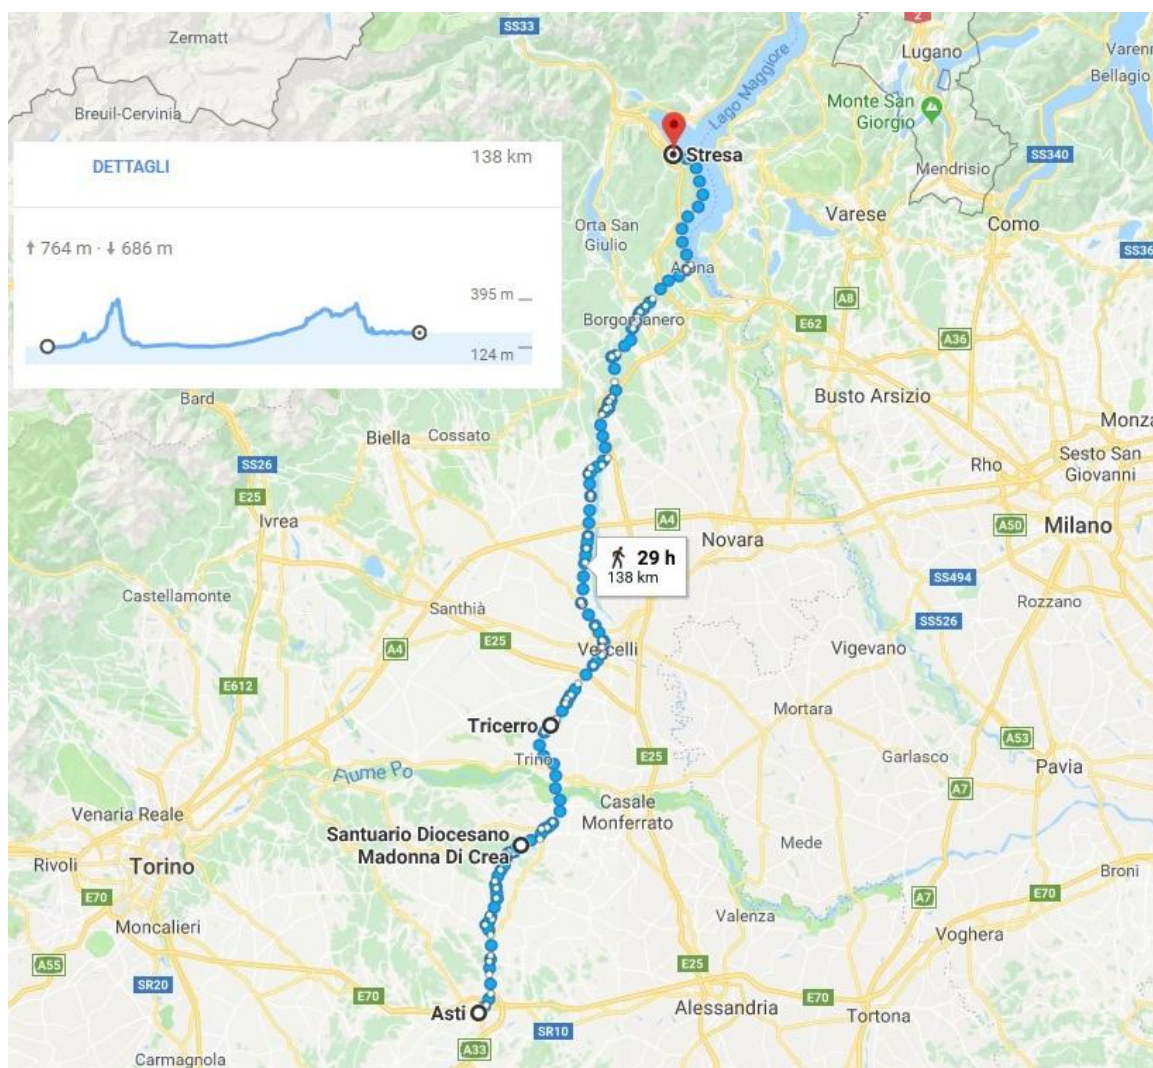 SS33
Zermatt
Lago Maggiore
2
Lugano
Varenn
Bellagio
Breuil-Cervinia
Monte San
Giorgio
Stresa
SS340
Mendrisio
DETTAGLI
138 km
Varese
Como
Orta San
Giulio
SS36
↑ 764 m · ↓ 686 m
Arona
395 m
A8
Borgomanero
E62
A36
124 m
Bard
Busto Arsizio
Monza
Biella
Cossato
SS26
Rho
Sesto San
Giovanni
E25
Ivrea
A4
A50
Milano
Novara
29 h
138 km
SS494
Castellamonte
Rozzano
Santhià
SS526
E25
Vercelli
A4
Vigevano
E612
Tricerro
Mortara
A53
Trino
E25
Garlasco
Pavia
Fiume Po
A7
Venaria Reale
Casale
Monferrato
Santuario Diocesano
Madonna Di Crea
Mede
Rivoli
Torino
Broni
E70
A7
E70
Moncalieri
Valenza
Voghera
A55
E25
SR20
E70
Alessandria
E70
Asti
Tortona
SR10
A33
Carmagnola